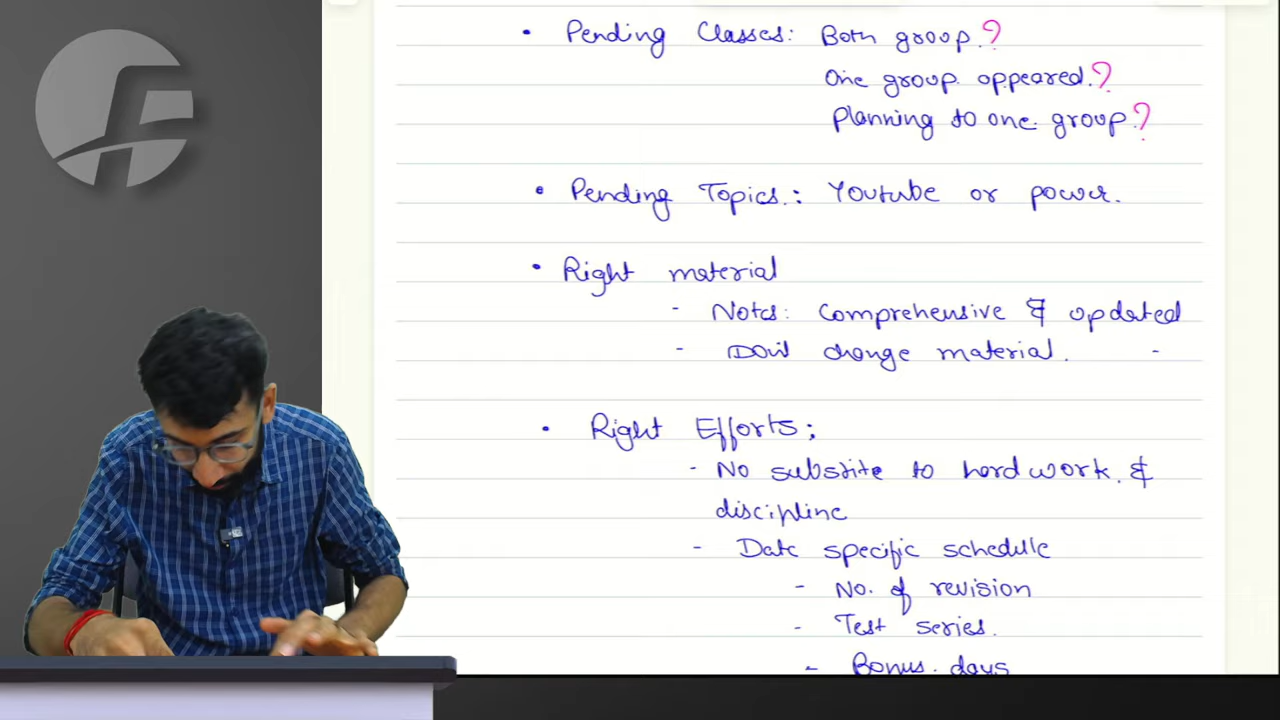 • Pending Classes: Both group.?
One group appeared.?
Planning to one group.?
• Pending Topics.: Youtube or power.
• Right material
- Notes: Comprehensive & updated
- Don't change material. -
• Right Efforts:
- No substite to hard work. &
discipline
- Date specific schedule
- No. of revision
- Test series.
- Bonus. days